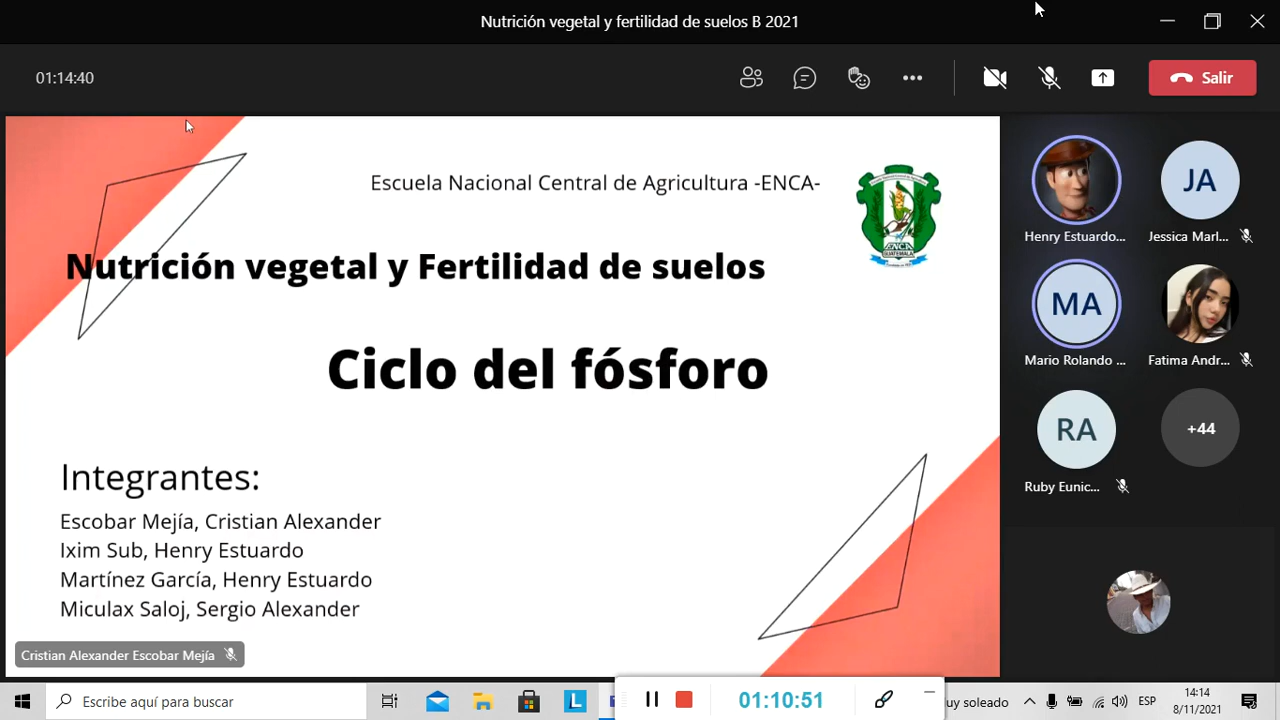 Nutrición vegetal y fertilidad de suelos B 2021
01:14:40
Salir
Escuela Nacional Central de Agricultura -ENCA-
ENCA
GUATEMALA
Nutrición vegetal y Fertilidad de suelos
Ciclo del fósforo
Integrantes:
Escobar Mejía, Cristian Alexander
Ixim Sub, Henry Estuardo
Martínez García, Henry Estuardo
Miculax Saloj, Sergio Alexander
Cristian Alexander Escobar Mejía
JA
Henry Estuardo...
Jessica Marl...
MA
Mario Rolando ...
Fatima Andr...
RA
+44
Ruby Eunic...
Escribe aquí para buscar
L
01:10:51
uy soleado
ESP
14:14
8/11/2021